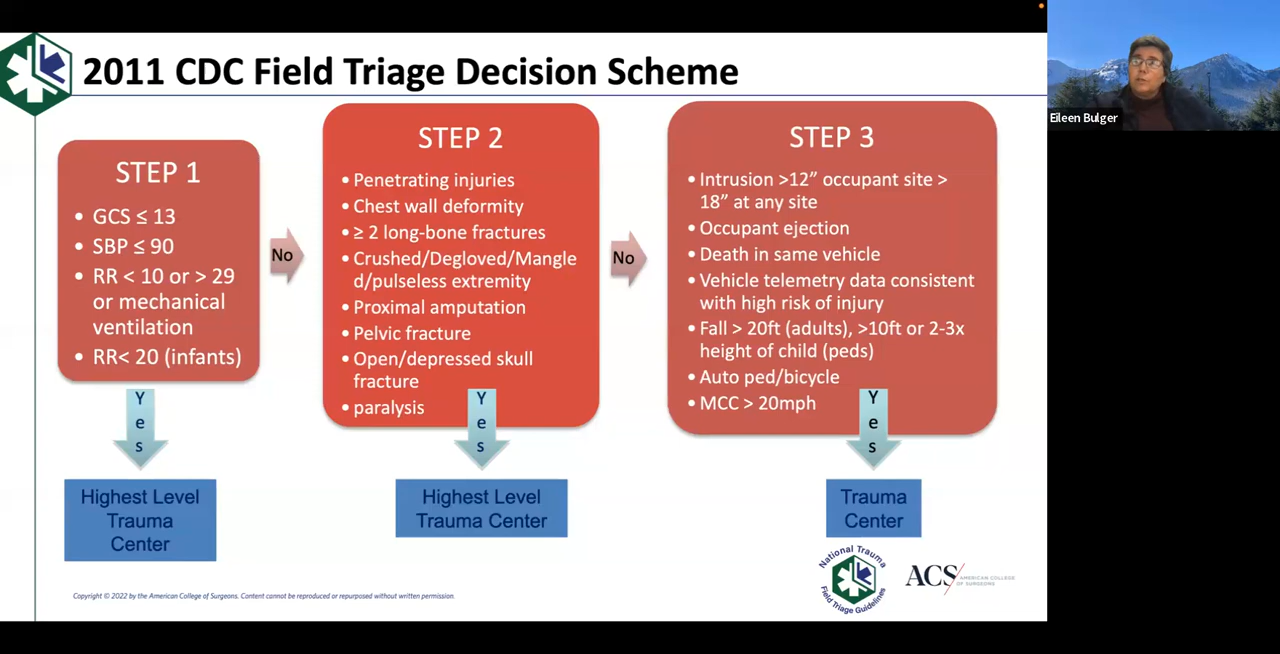 2011 CDC Field Triage Decision Scheme
Eileen Bulger
STEP 1
• GCS ≤ 13
• SBP ≤ 90
• RR < 10 or > 29
or mechanical
ventilation
• RR< 20 (infants)
No
STEP 2
• Penetrating injuries
• Chest wall deformity
• ≥ 2 long-bone fractures
• Crushed/Degloved/Mangle
d/pulseless extremity
• Proximal amputation
• Pelvic fracture
• Open/depressed skull
fracture
• paralysis
No
STEP 3
• Intrusion >12” occupant site >
18” at any site
• Occupant ejection
• Death in same vehicle
• Vehicle telemetry data consistent
with high risk of injury
• Fall > 20ft (adults), >10ft or 2-3x
height of child (peds)
• Auto ped/bicycle
• MCC > 20mph
Y
e
s
Y
e
s
Y
e
s
Highest Level
Trauma
Center
Highest Level
Trauma Center
Trauma
Center
National Trauma
Field Triage Guidelines
ACS
AMERICAN COLLEGE
OF SURGEONS
Copyright © 2022 by the American College of Surgeons. Content cannot be reproduced or repurposed without written permission.